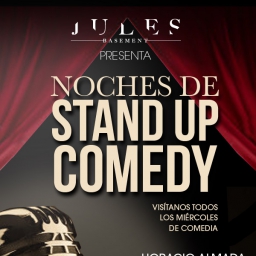 JULES
BASEMENT
PRESENTA
NOCHES DE
STAND UP
COMEDY
VISÍTANOS TODOS
LOS MIÉRCOLES
DE COMEDIA
HORACIO ALMADA